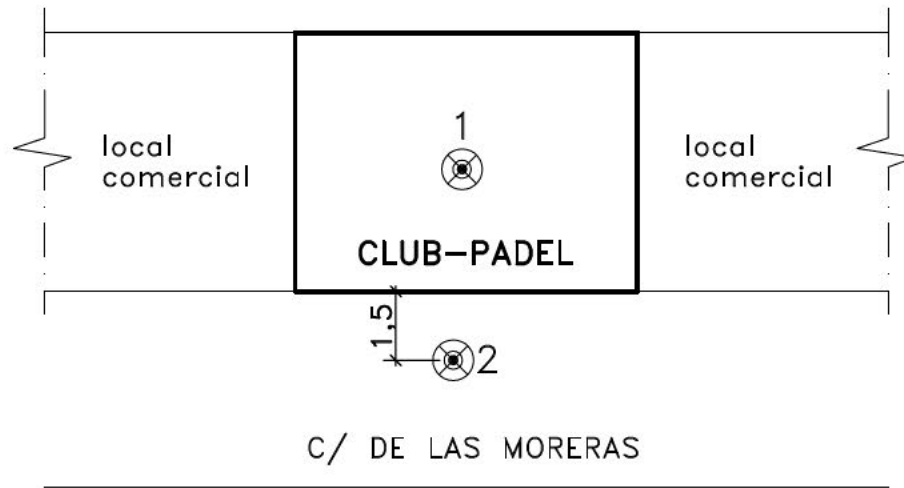 1
local
comercial
local
comercial
CLUB-PADEL
1,5
2
C/ DE LAS MORERAS